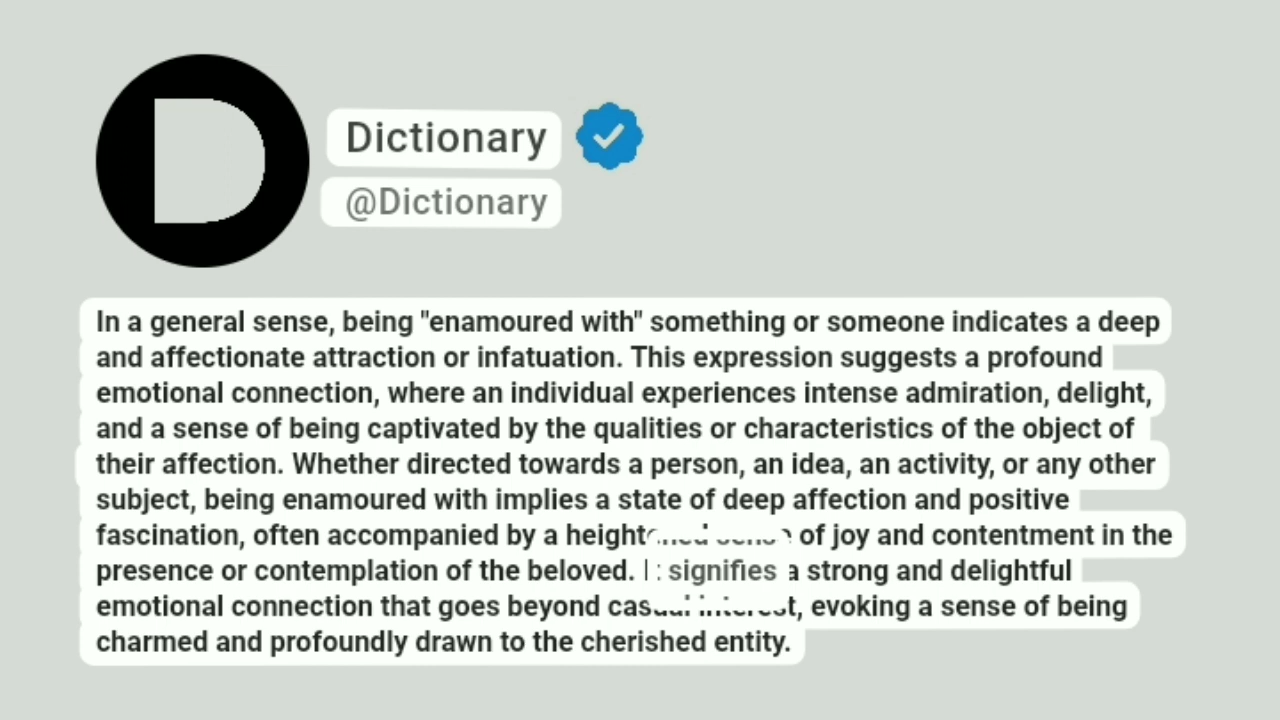 D
Dictionary
@Dictionary
In a general sense, being "enamoured with" something or someone indicates a deep
and affectionate attraction or infatuation. This expression suggests a profound
emotional connection, where an individual experiences intense admiration, delight,
and a sense of being captivated by the qualities or characteristics of the object of
their affection. Whether directed towards a person, an idea, an activity, or any other
subject, being enamoured with implies a state of deep affection and positive
fascination, often accompanied by a heightened sense of joy and contentment in the
presence or contemplation of the beloved. It signifies a strong and delightful
emotional connection that goes beyond casual interest, evoking a sense of being
charmed and profoundly drawn to the cherished entity.